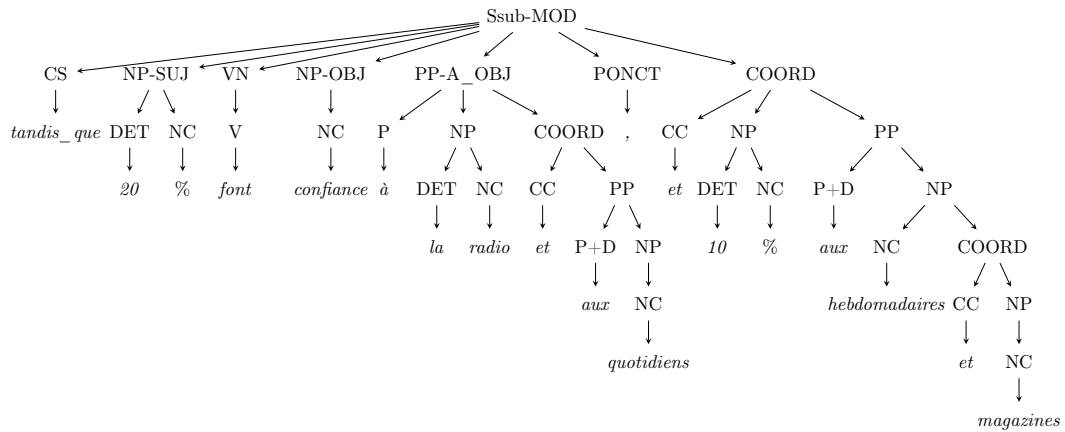 Ssub-MOD
CS NP-SUJ VN NP-OBJ PP-A_OBJ PONCT COORD
tandis_que DET NC V NC P NP COORD , CC NP PP
20 % font confiance à DET NC CC PP et DET NC P+D NP
la radio et P+D NP 10 % aux NC COORD
aux NC hebdomadaires CC NP
quotidiens et NC
magazines